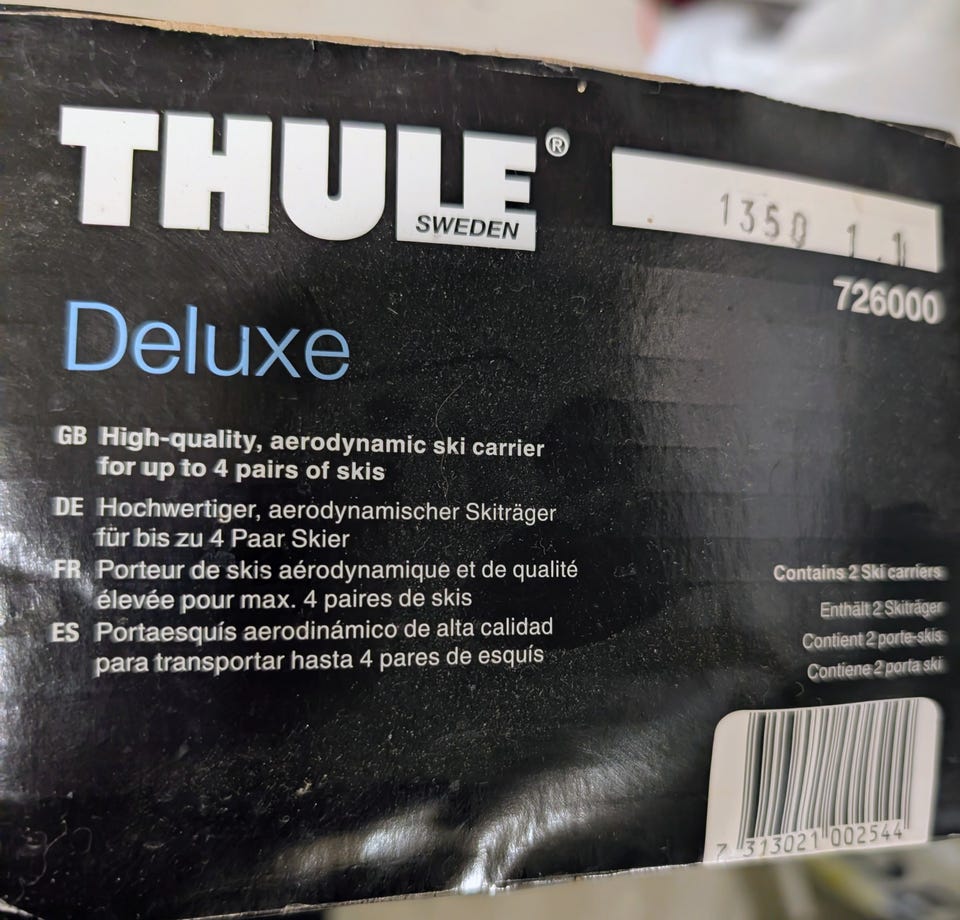 THULE®
SWEDEN
1350 1.1
726000
Deluxe
GB High-quality, aerodynamic ski carrier
for up to 4 pairs of skis
DE Hochwertiger, aerodynamischer Skiträger
für bis zu 4 Paar Skier
FR Porteur de skis aérodynamique et de qualité
élevée pour max. 4 paires de skis
ES Portaesquís aerodinámico de alta calidad
para transportar hasta 4 pares de esquís
Contains 2 Ski carriers
Enthält 2 Skiträger
Contient 2 porte-skis
Contiene 2 porta ski
7 313021 002544